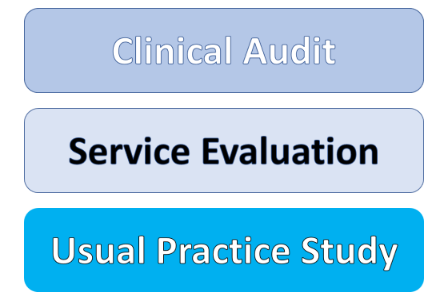 Clinical Audit
Service Evaluation
Usual Practice Study